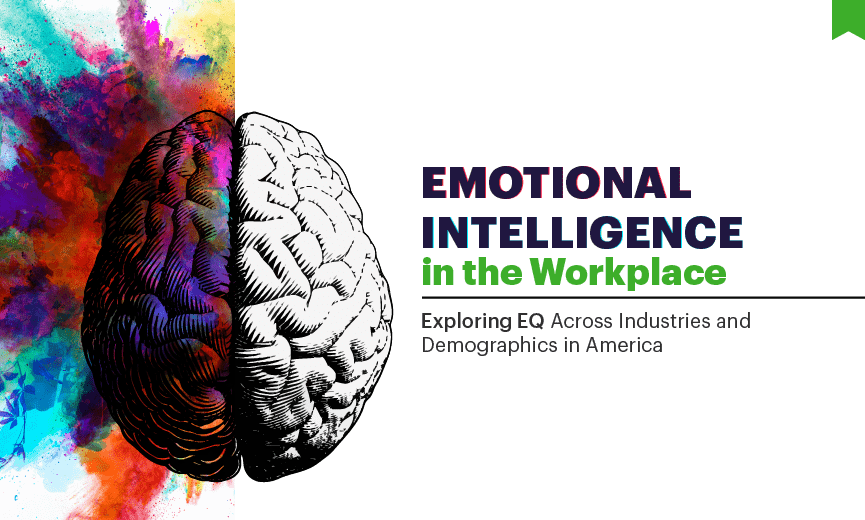 EMOTIONAL
INTELLIGENCE
in the Workplace
Exploring EQ Across Industries and
Demographics in America